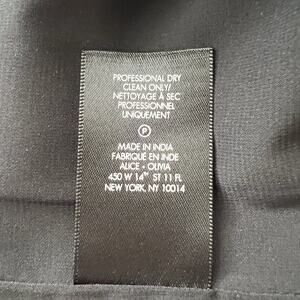 PROFESSIONAL DRY
CLEAN ONLY/
NETTOYAGE À SEC
PROFESSIONNEL
UNIQUEMENT
P
MADE IN INDIA
FABRIQUÉ EN INDE
ALICE + OLIVIA
450 W 14TH ST 11 FL
NEW YORK, NY 10014